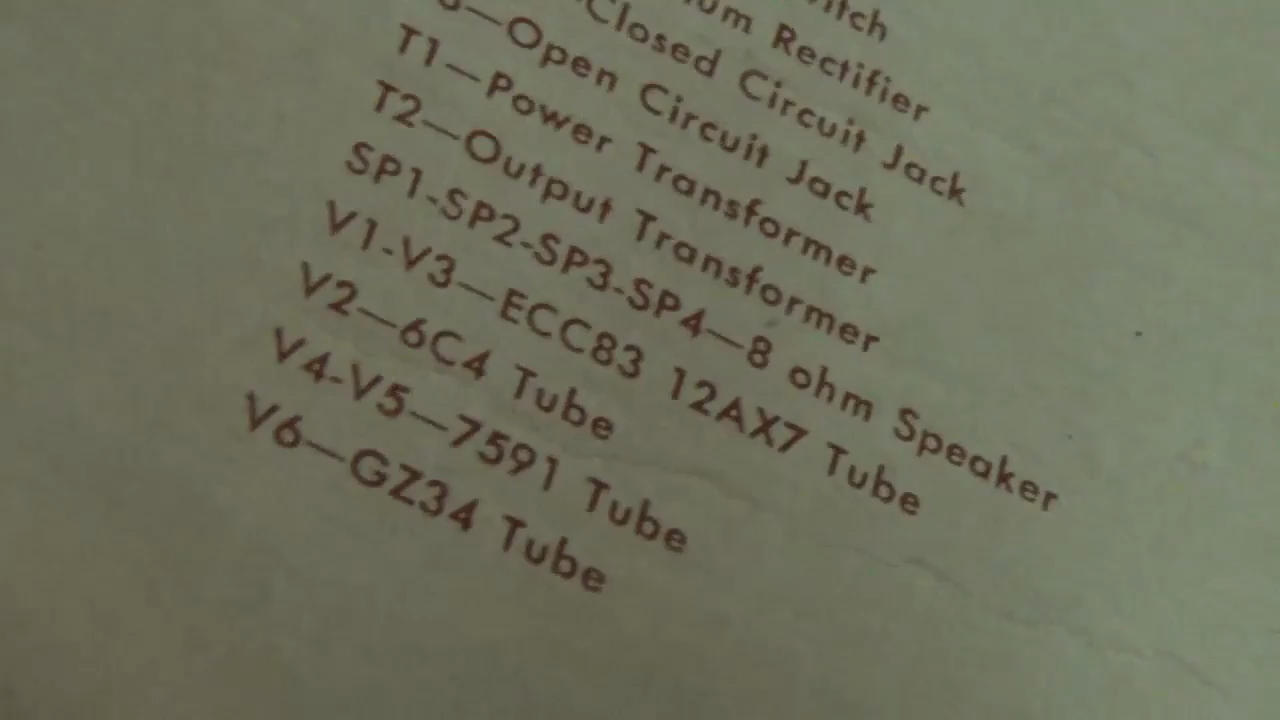 Rectifier
Closed Circuit Jack
Open Circuit Jack
T1—Power Transformer
T2—Output Transformer
SP1-SP2-SP3-SP4—8 ohm Speaker
V1-V3—ECC83 12AX7 Tube
V2—6C4 Tube
V4-V5—7591 Tube
V6—GZ34 Tube